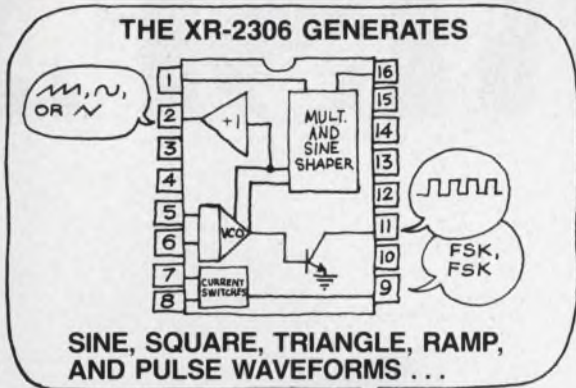 THE XR-2306 GENERATES
OR
1
2
3
4
5
6
7
8
+1
MULT.
AND
SINE
SHAPER
VCO
CURRENT
SWITCHES
16
15
14
13
12
11
10
9
FSK,
FSK
SINE, SQUARE, TRIANGLE, RAMP,
AND PULSE WAVEFORMS ...